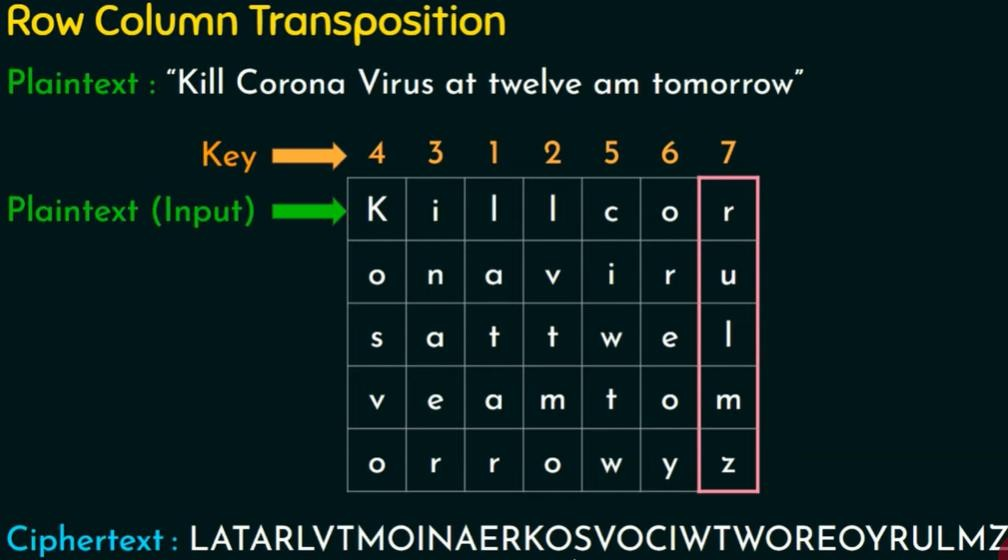 Row Column Transposition
Plaintext : “Kill Corona Virus at twelve am tomorrow”
Key 4 3 1 2 5 6 7
Plaintext (Input) K i l l c o r
o n a v i r u
s a t t w e l
v e a m t o m
o r r o w y z
Ciphertext : LATARLVTMOINAERKOSVOCIWTWOREOYRULMZ